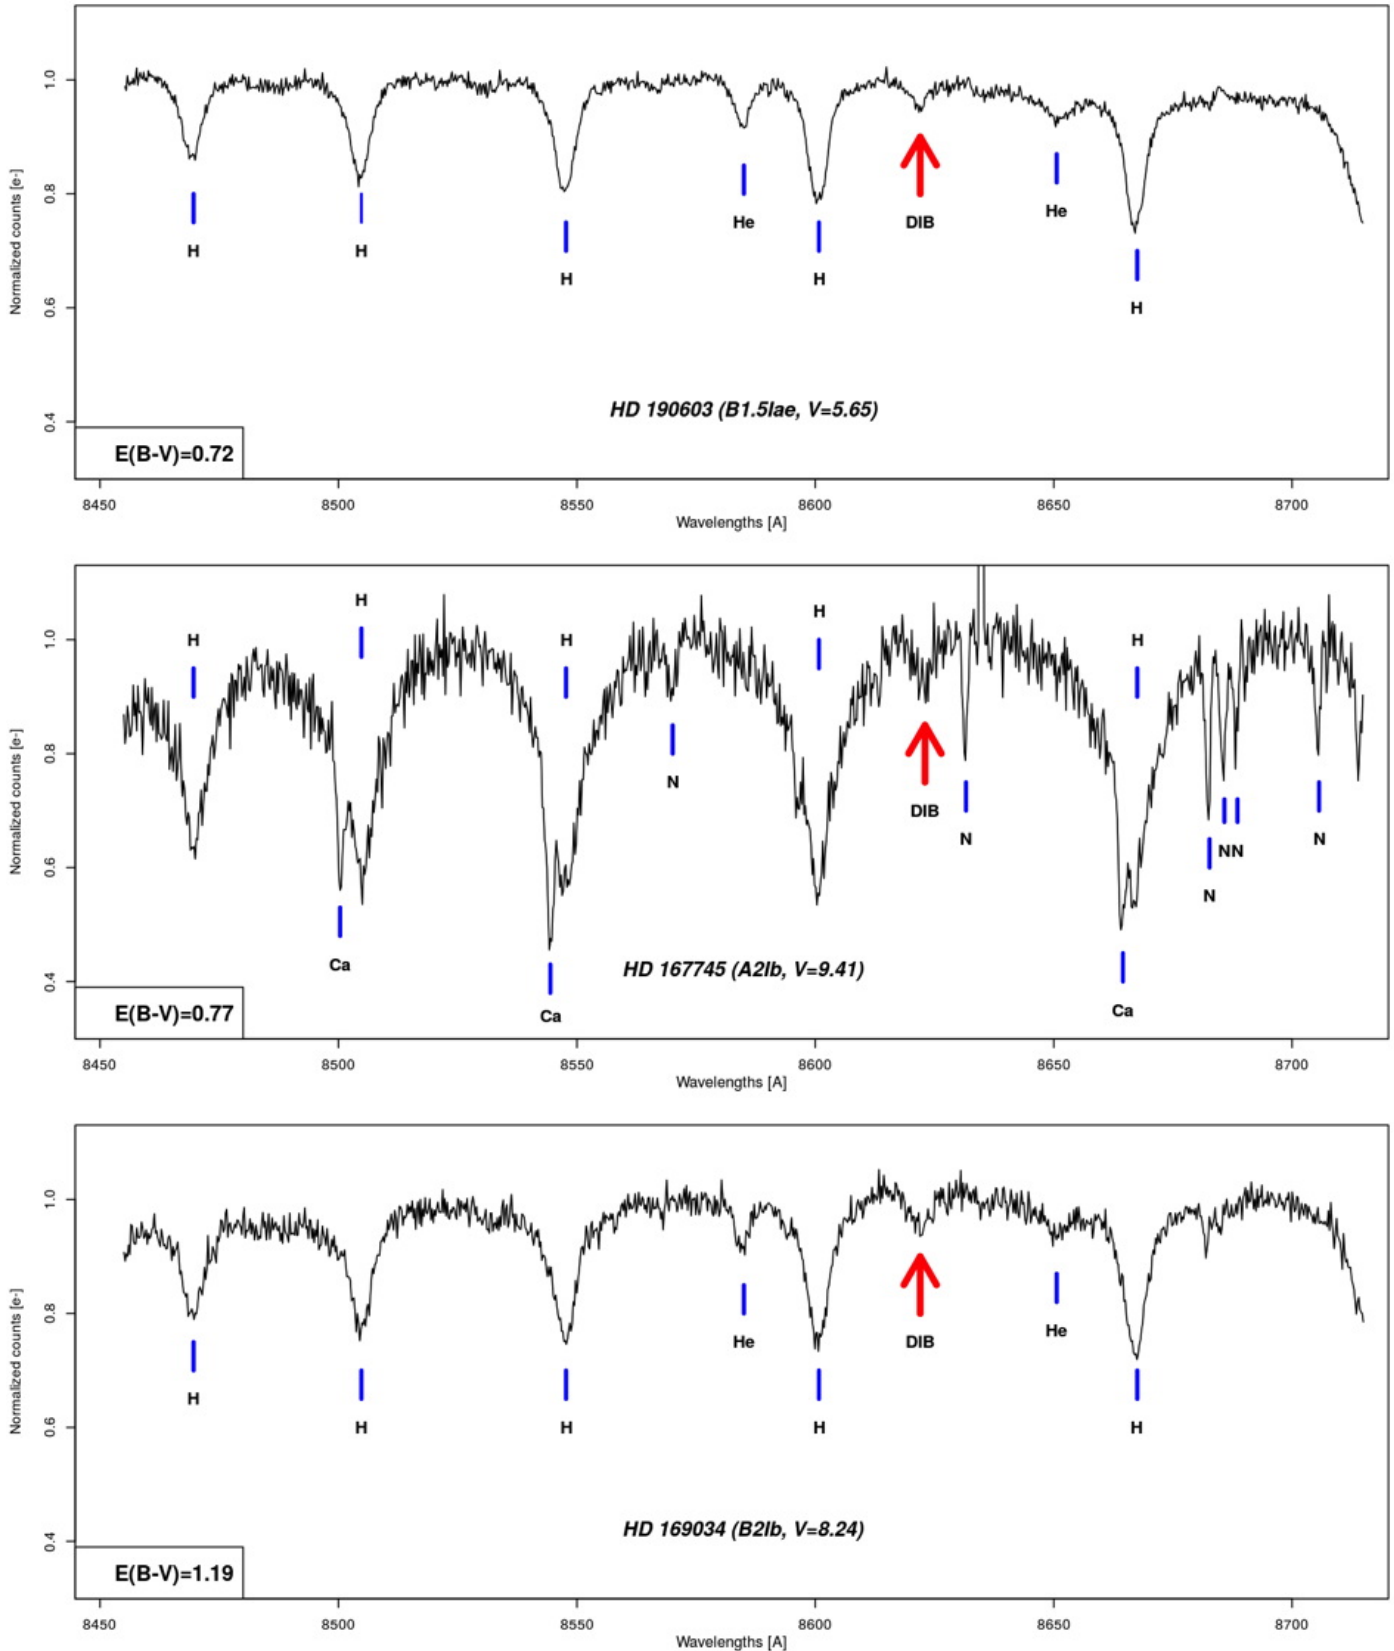 1.0
0.8
0.6
0.4
Normalized counts [e-]
H
H
H
He
H
DIB
He
H
HD 190603 (B1.5Iae, V=5.65)
E(B-V)=0.72
8450 8500 8550 8600 8650 8700
Wavelengths [A]
1.0
0.8
0.6
0.4
Normalized counts [e-]
H
H
H
H
H
N
DIB
N
NN
N
N
Ca
Ca
Ca
HD 167745 (A2Ib, V=9.41)
E(B-V)=0.77
8450 8500 8550 8600 8650 8700
Wavelengths [A]
1.0
0.8
0.6
0.4
Normalized counts [e-]
H
H
H
He
H
DIB
He
H
HD 169034 (B2Ib, V=8.24)
E(B-V)=1.19
8450 8500 8550 8600 8650 8700
Wavelengths [A]